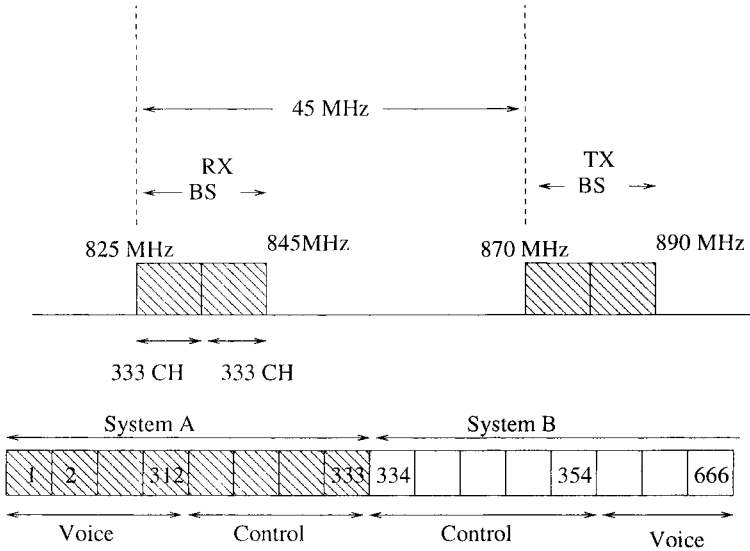 45 MHz
RX
BS
TX
BS
825 MHz
845MHz
870 MHz
890 MHz
333 CH
333 CH
System A
System B
1 2 312 333 334 354 666
Voice
Control
Control
Voice